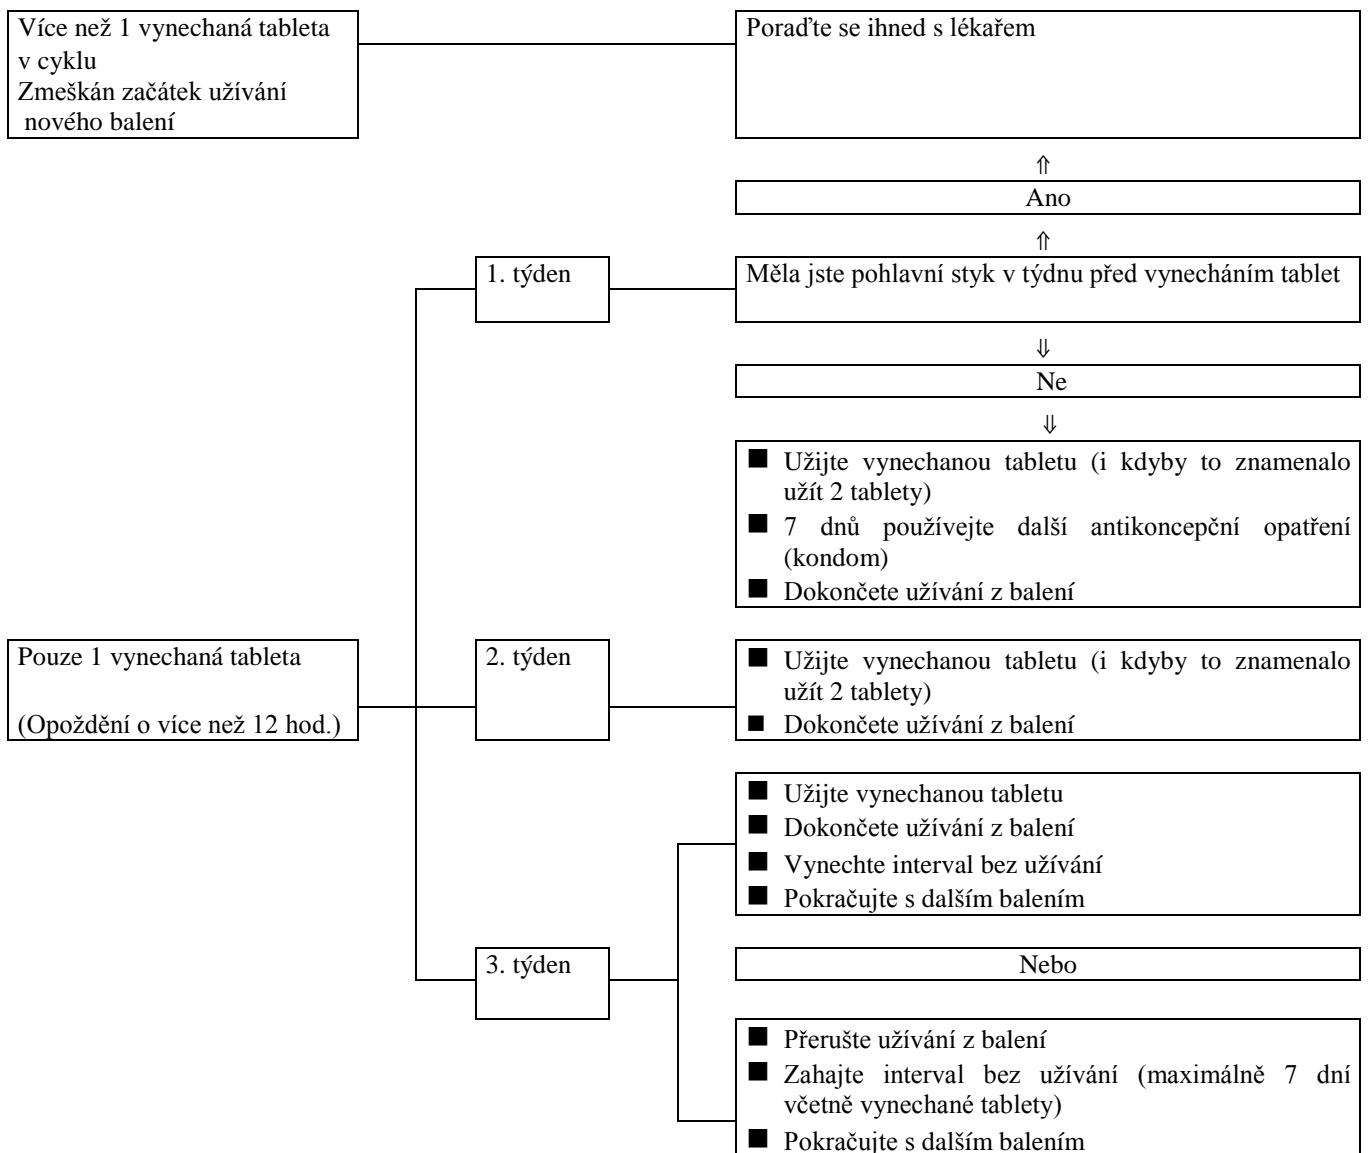 Více než 1 vynechaná tableta
v cyklu
Zmeškán začátek užívání
nového balení
Poraďte se ihned s lékařem
⇑
Ano
⇑
1. týden
Měla jste pohlavní styk v týdnu před vynecháním tablet
⇓
Ne
⇓
■ Užijte vynechanou tabletu (i kdyby to znamenalo
užít 2 tablety)
■ 7 dnů používejte další antikoncepční opatření
(kondom)
■ Dokončete užívání z balení
Pouze 1 vynechaná tableta
(Opoždění o více než 12 hod.)
2. týden
■ Užijte vynechanou tabletu (i kdyby to znamenalo
užít 2 tablety)
■ Dokončete užívání z balení
■ Užijte vynechanou tabletu
■ Dokončete užívání z balení
■ Vynechte interval bez užívání
■ Pokračujte s dalším balením
3. týden
Nebo
■ Přerušte užívání z balení
■ Zahajte interval bez užívání (maximálně 7 dní
včetně vynechané tablety)
■ Pokračujte s dalším balením